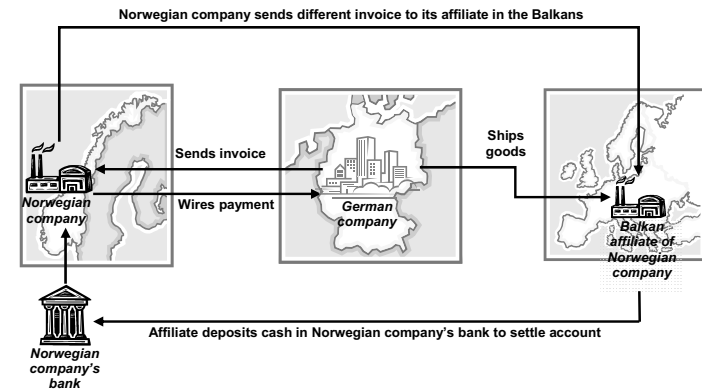 Norwegian company sends different invoice to its affiliate in the Balkans
Sends invoice
Ships
goods
Wires payment
Norwegian
company
German
company
Balkan
affiliate of
Norwegian
company
Affiliate deposits cash in Norwegian company's bank to settle account
Norwegian
company's
bank